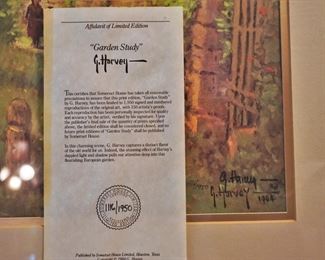 Affidavit of Limited Edition
"Garden Study"
G. Harvey
This certifies that Somerset House has taken all reasonable
precautions to ensure that this print edition, "Garden Study"
by G. Harvey, has been limited to 1,950 signed and numbered
reproductions of the original art, with 150 artist's proofs.
Each reproduction has been personally inspected for quality
and accuracy by the artist, verified by his signature. Upon
the publisher's final sale of the quantity of prints specified
above, the limited edition shall be considered closed, and no
future print editions of "Garden Study" shall be published
by Somerset House.
In this charming scene, G. Harvey captures a distinct flavor
of the old world for us. Indeed, the stunning effect of Harvey's
dappled light and shadow pulls our attention deep into this
flourishing European garden.
1116/1950
Published by Somerset House Limited, Houston, Texas
G. Harvey
G. Harvey
1994